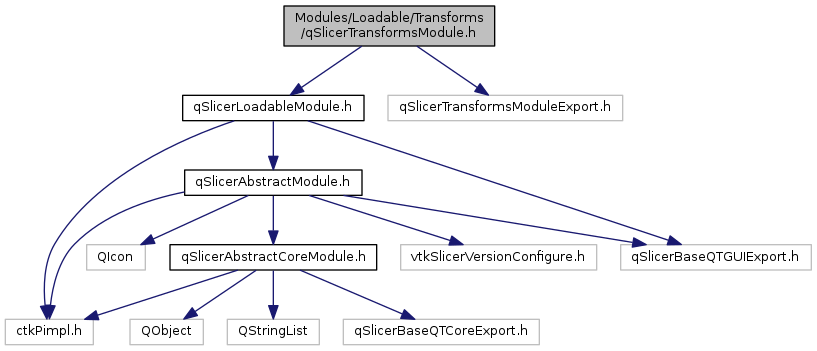 Modules/Loadable/Transforms
/qSlicerTransformsModule.h
qSlicerLoadableModule.h
qSlicerTransformsModuleExport.h
qSlicerAbstractModule.h
QIcon
qSlicerAbstractCoreModule.h
vtkSlicerVersionConfigure.h
qSlicerBaseQTGUIExport.h
ctkPimpl.h
QObject
QStringList
qSlicerBaseQTCoreExport.h